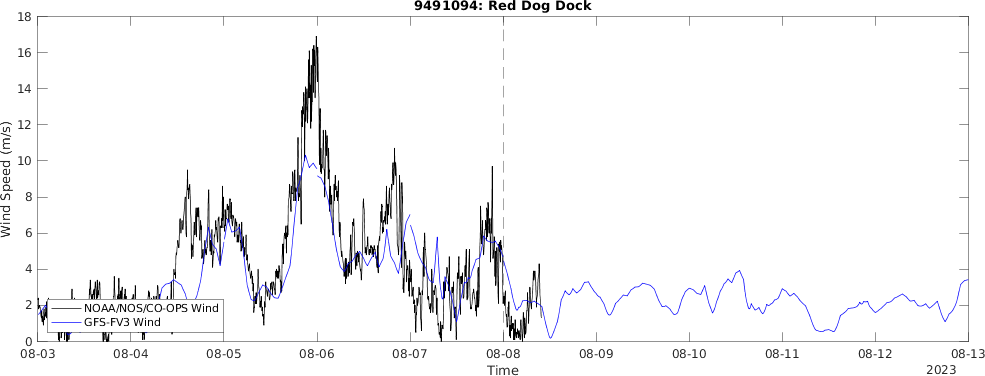 9491094: Red Dog Dock
18
16
14
12
10
8
6
4
2
0
Wind Speed (m/s)
NOAA/NOS/CO-OPS Wind
GFS-FV3 Wind
08-03 08-04 08-05 08-06 08-07 08-08 08-09 08-10 08-11 08-12 08-13
Time
2023